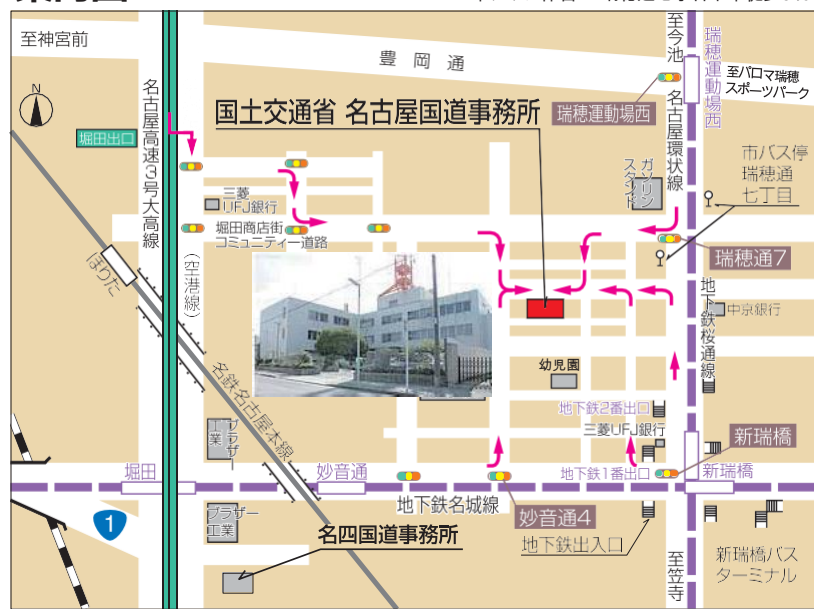 至神宮前
豊岡通
至今池
瑞穂運動場西
至パロマ瑞穂
スポーツパーク
N
名古屋高速3号大高線
堀田出口
国土交通省 名古屋国道事務所
瑞穂運動場西
名古屋環状線
ガソリン
スタンド
市バス停
瑞穂通
七丁目
三菱
UFJ銀行
堀田商店街
コミュニティー道路
瑞穂通7
(空港線)
ほりた
地下鉄桜通線
中京銀行
幼児園
名鉄名古屋本線
地下鉄2番出口
三菱UFJ銀行
ブラザー
工業
新瑞橋
堀田
妙音通
地下鉄1番出口
新瑞橋
地下鉄名城線
1
ブラザー
工業
妙音通4
名四国道事務所
地下鉄出入口
至笠寺
新瑞橋バス
ターミナル